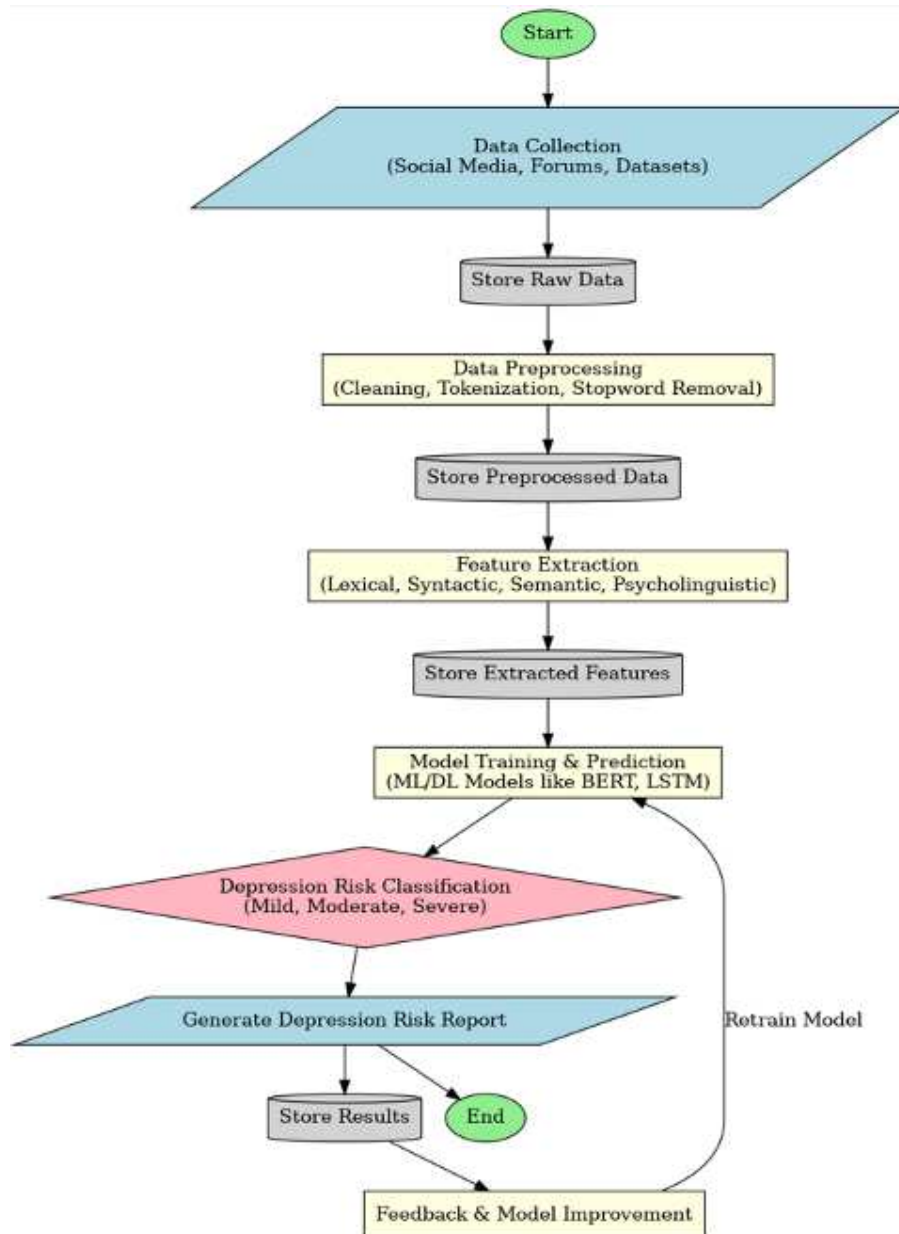 Start
Data Collection
(Social Media, Forums, Datasets)
Store Raw Data
Data Preprocessing
(Cleaning, Tokenization, Stopword Removal)
Store Preprocessed Data
Feature Extraction
(Lexical, Syntactic, Semantic, Psycholinguistic)
Store Extracted Features
Model Training & Prediction
(ML/DL Models like BERT, LSTM)
Depression Risk Classification
(Mild, Moderate, Severe)
Generate Depression Risk Report
Retrain Model
Store Results
End
Feedback & Model Improvement